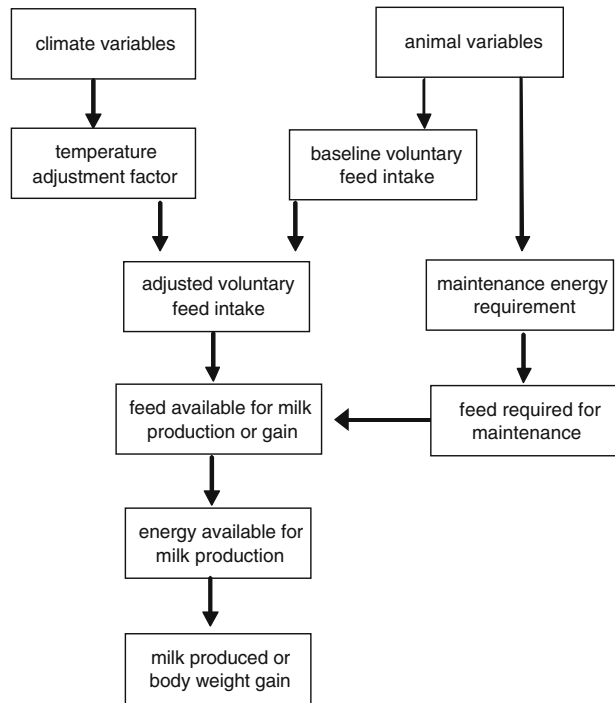 climate variables
animal variables
temperature
adjustment factor
baseline voluntary
feed intake
adjusted voluntary
feed intake
maintenance energy
requirement
feed available for milk
production or gain
feed required for
maintenance
energy available for
milk production
milk produced or
body weight gain